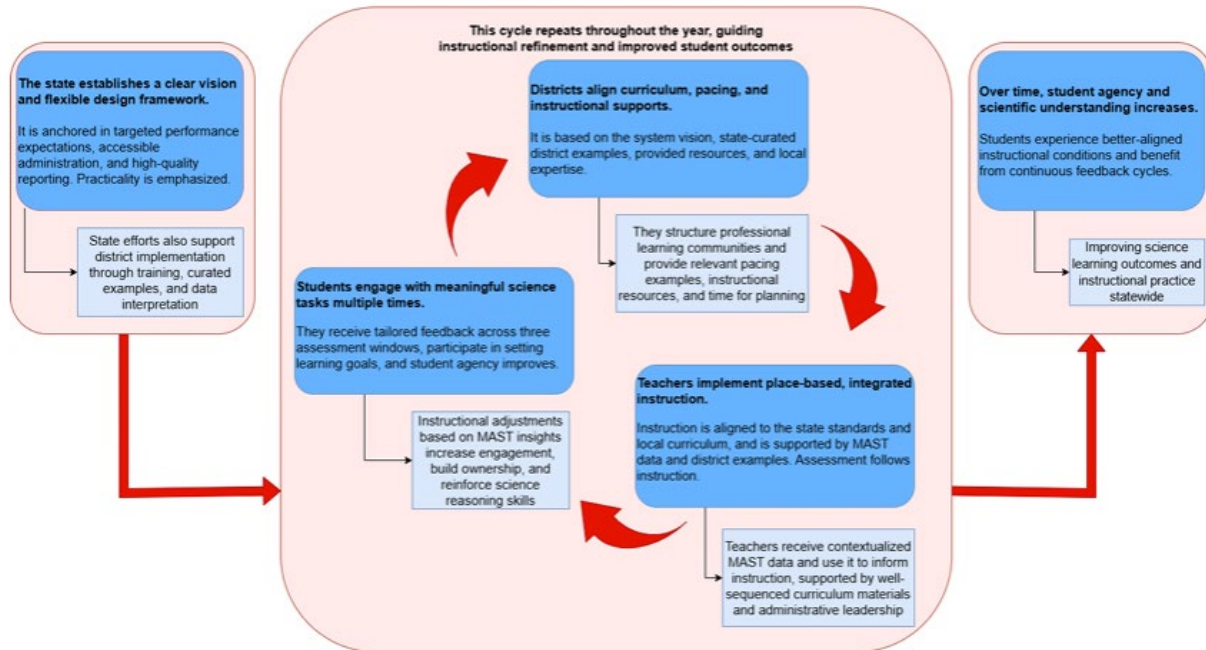 The state establishes a clear vision
and flexible design framework.
It is anchored in targeted performance
expectations, accessible
administration, and high-quality
reporting. Practicality is emphasized.
State efforts also support
district implementation
through training, curated
examples, and data
interpretation
This cycle repeats throughout the year, guiding
instructional refinement and improved student outcomes
Districts align curriculum, pacing, and
instructional supports.
It is based on the system vision, state-curated
district examples, provided resources, and local
expertise.
They structure professional
learning communities and
provide relevant pacing
examples, instructional
resources, and time for planning
Teachers implement place-based, integrated
instruction.
Instruction is aligned to the state standards and
local curriculum, and is supported by MAST
data and district examples. Assessment follows
instruction.
Teachers receive contextualized
MAST data and use it to inform
instruction, supported by well-
sequenced curriculum materials
and administrative leadership
Students engage with meaningful science
tasks multiple times.
They receive tailored feedback across three
assessment windows, participate in setting
learning goals, and student agency improves.
Instructional adjustments
based on MAST insights
increase engagement,
build ownership, and
reinforce science
reasoning skills
Over time, student agency and
scientific understanding increases.
Students experience better-aligned
instructional conditions and benefit
from continuous feedback cycles.
Improving science
learning outcomes and
instructional practice
statewide